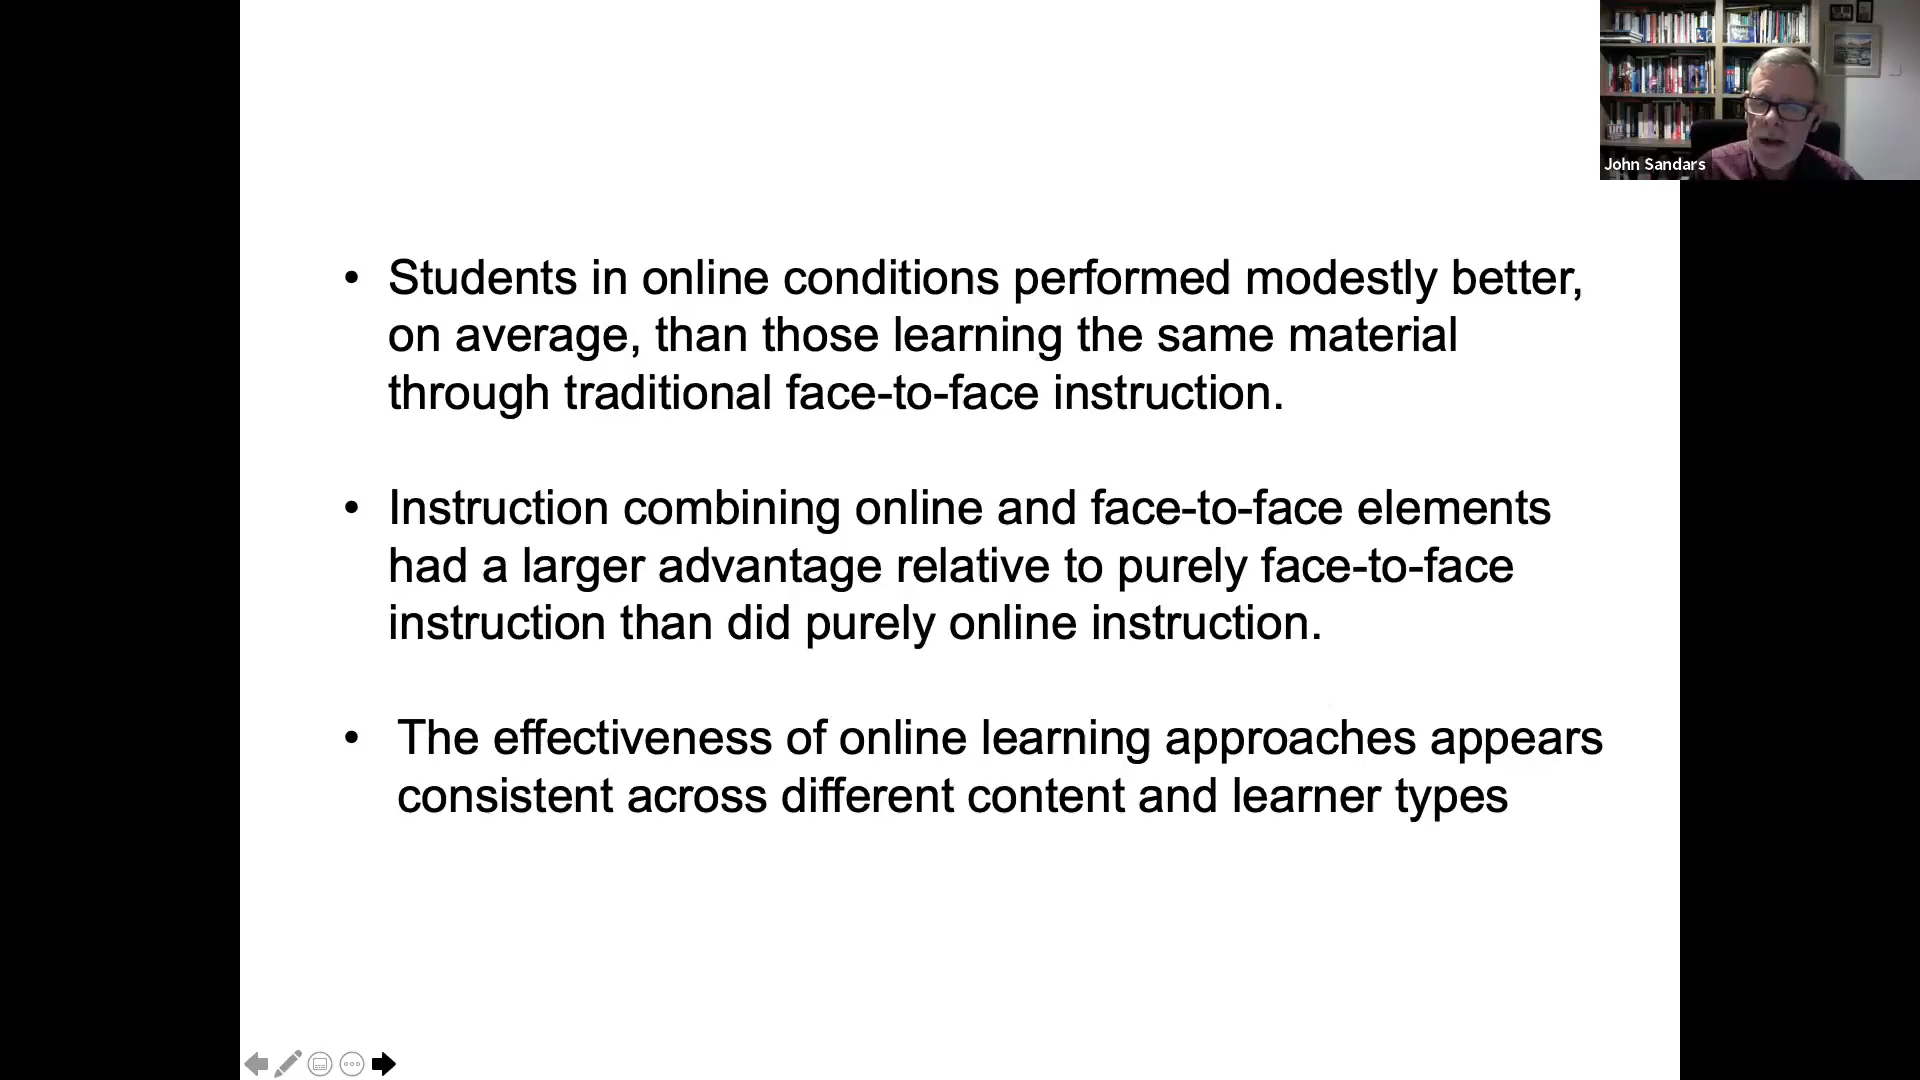 John Sandars
• Students in online conditions performed modestly better,
on average, than those learning the same material
through traditional face-to-face instruction.
• Instruction combining online and face-to-face elements
had a larger advantage relative to purely face-to-face
instruction than did purely online instruction.
• The effectiveness of online learning approaches appears
consistent across different content and learner types